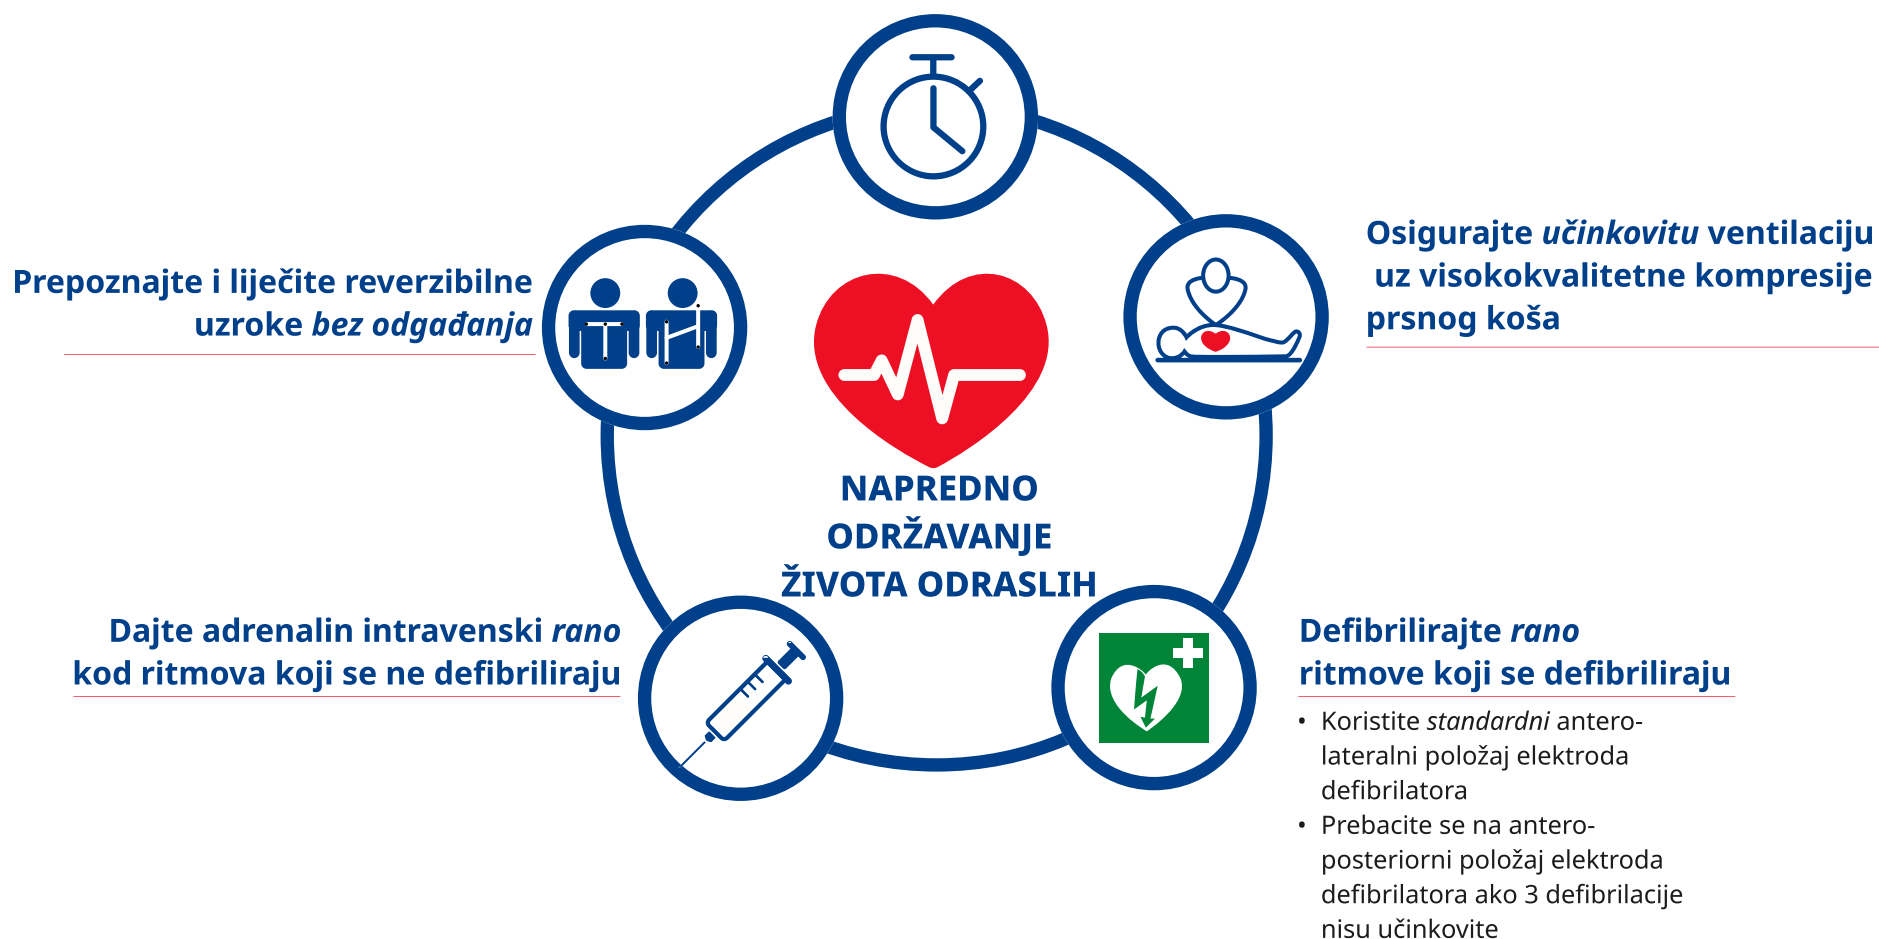 Osigurajte učinkovitu ventilaciju
uz visokokvalitetne kompresije
prsnog koša
Prepoznajte i liječite reverzibilne
uzroke bez odgađanja
NAPREDNO
ODRŽAVANJE
ŽIVOTA ODRASLIH
Dajte adrenalin intravenski rano
kod ritmova koji se ne defibriliraju
Defibrilirajte rano
ritmove koji se defibriliraju
• Koristite standardni antero-
lateralni položaj elektroda
defibrilatora
• Prebacite se na antero-
posteriorni položaj elektroda
defibrilatora ako 3 defibrilacije
nisu učinkovite